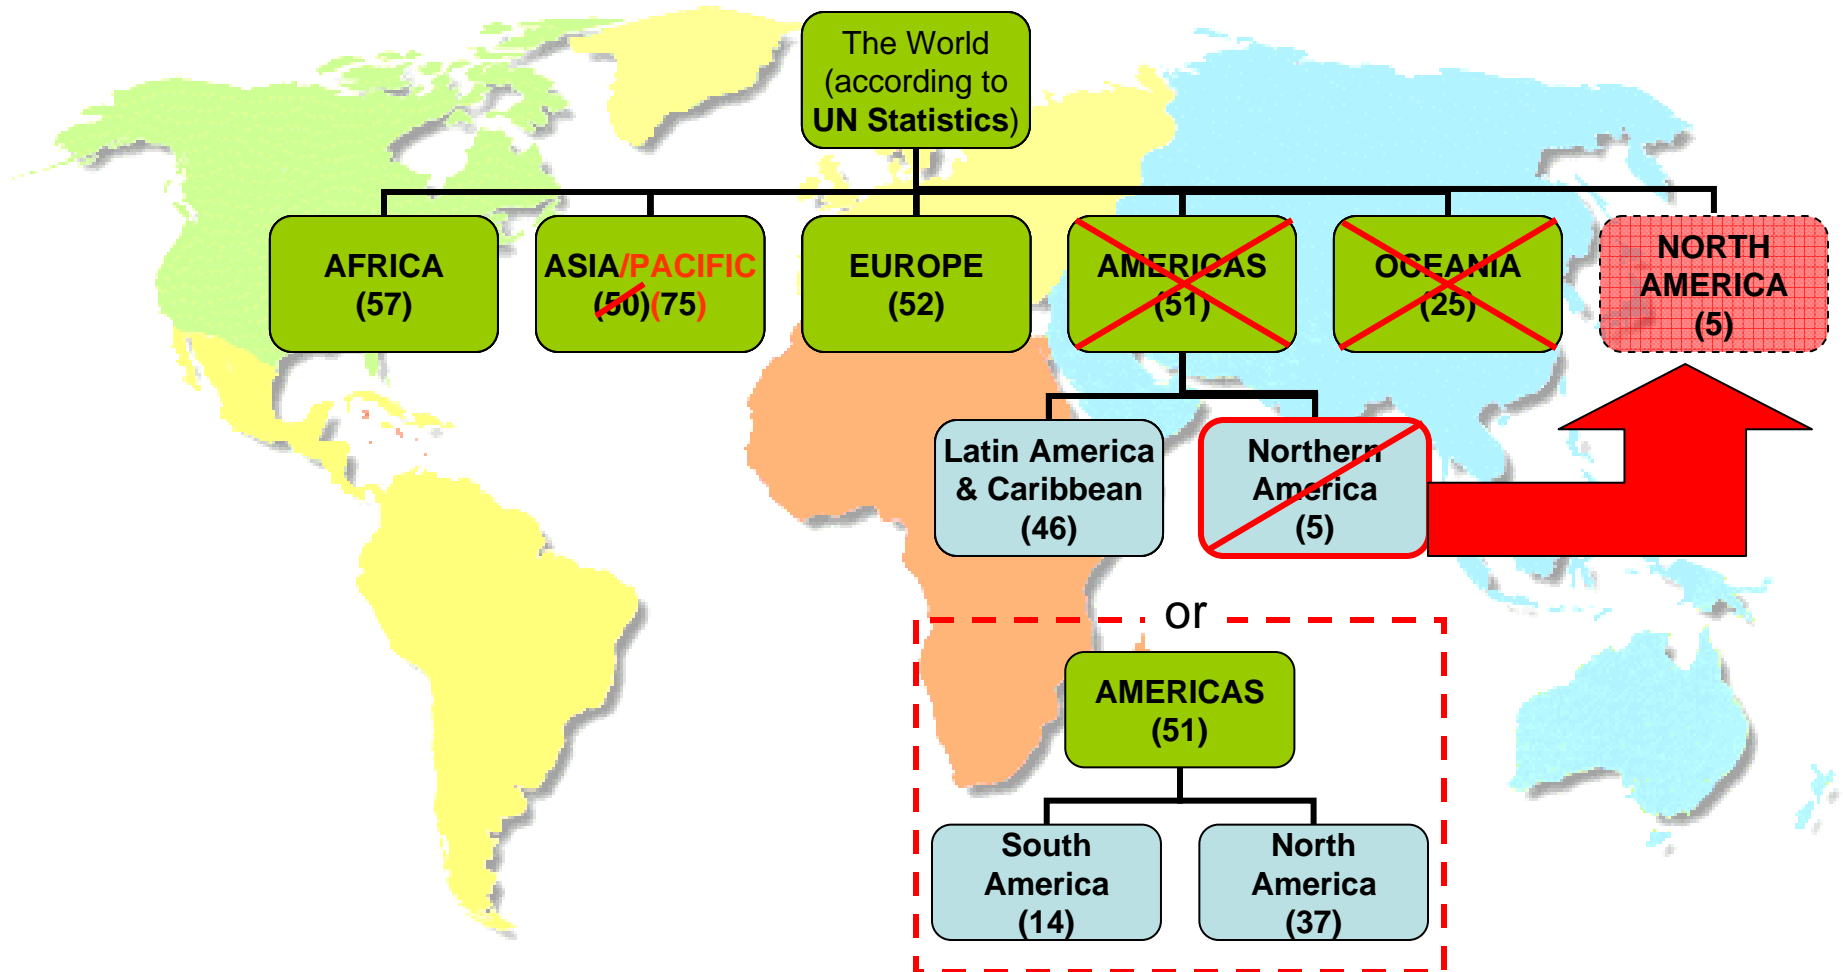 The World
(according to
UN Statistics)
AFRICA
(57)
ASIA/PACIFIC
(50)(75)
EUROPE
(52)
AMERICAS
(51)
OCEANIA
(25)
NORTH
AMERICA
(5)
Latin America
& Caribbean
(46)
Northern
America
(5)
or
AMERICAS
(51)
South
America
(14)
North
America
(37)